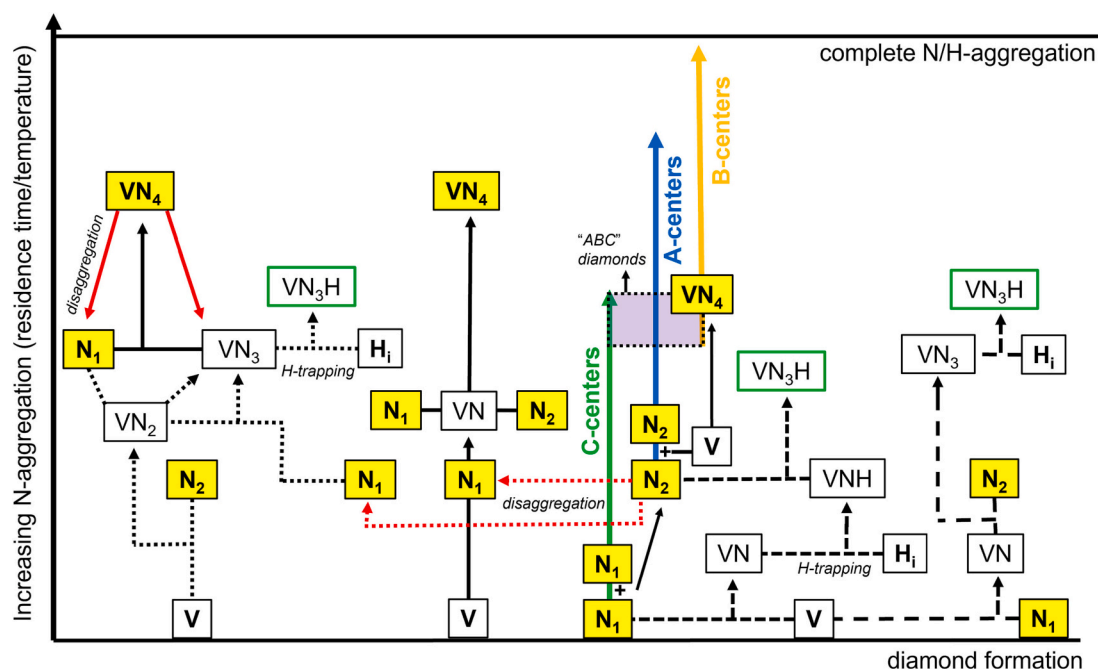 Increasing N-aggregation (residence time/temperature)
complete N/H-aggregation
B-centers
A-centers
"ABC"
diamonds
C-centers
VN4
VN4
disaggregation
VN3H
VN4
VN3H
N1
VN3
Hi
H-trapping
VN3
Hi
VN3H
VN2
N1
VN
N2
N2
+
V
N2
N1
N1
N2
VNH
N2
disaggregation
N1
VN
Hi
VN
H-trapping
+
V
V
N1
V
N1
diamond formation